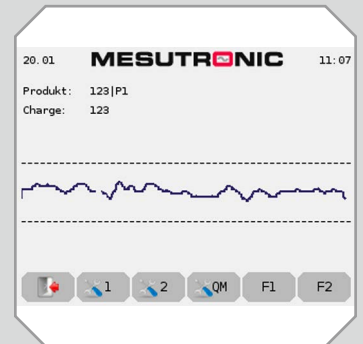 20.01 MESUTRONIC 11:07
Produkt: 123|P1
Charge: 123
1 2 QM F1 F2